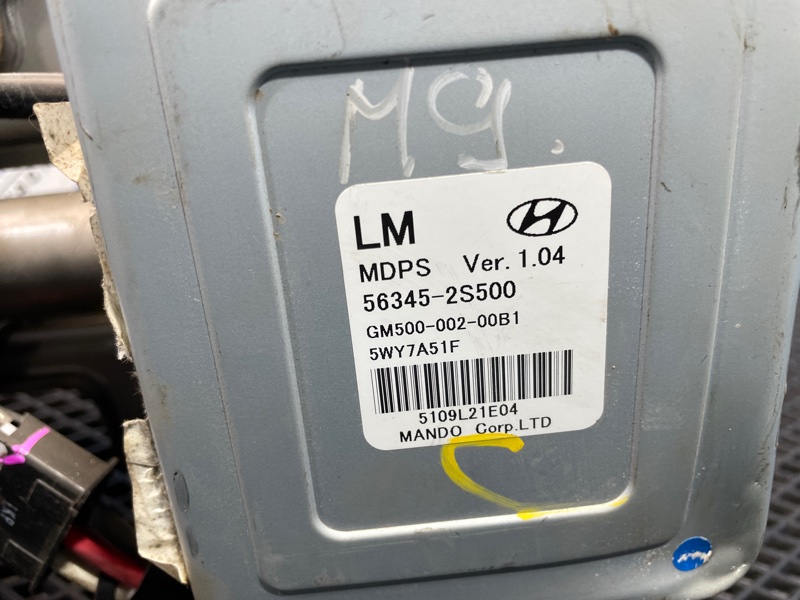 M9.
LM
MDPS Ver. 1.04
56345-2S500
GM500-002-00B1
5WY7A51F
5109L21E04
MANDO Corp.LTD